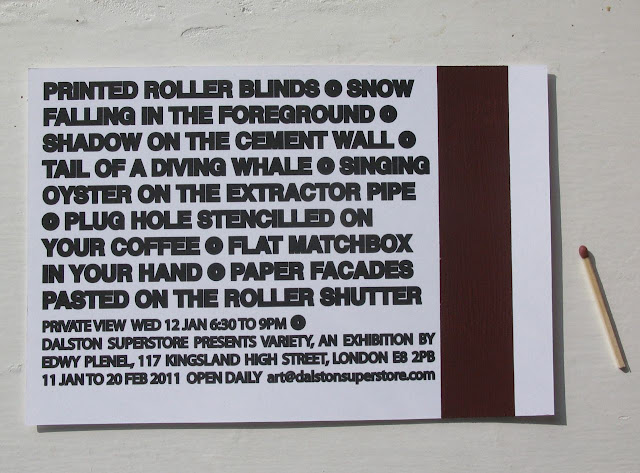 PRINTED ROLLER BLINDS SNOW
FALLING IN THE FOREGROUND
SHADOW ON THE CEMENT WALL
TAIL OF A DIVING WHALE SINGING
OYSTER ON THE EXTRACTOR PIPE
PLUG HOLE STENCILLED ON
YOUR COFFEE FLAT MATCHBOX
IN YOUR HAND PAPER FACADES
PASTED ON THE ROLLER SHUTTER
PRIVATE VIEW WED 12 JAN 6:30 TO 9PM
DALSTON SUPERSTORE PRESENTS VARIETY, AN EXHIBITION BY
EDWY PLENEL, 117 KINGSLAND HIGH STREET, LONDON E8 2PB
11 JAN TO 20 FEB 2011 OPEN DAILY art@dalstonsuperstore.com